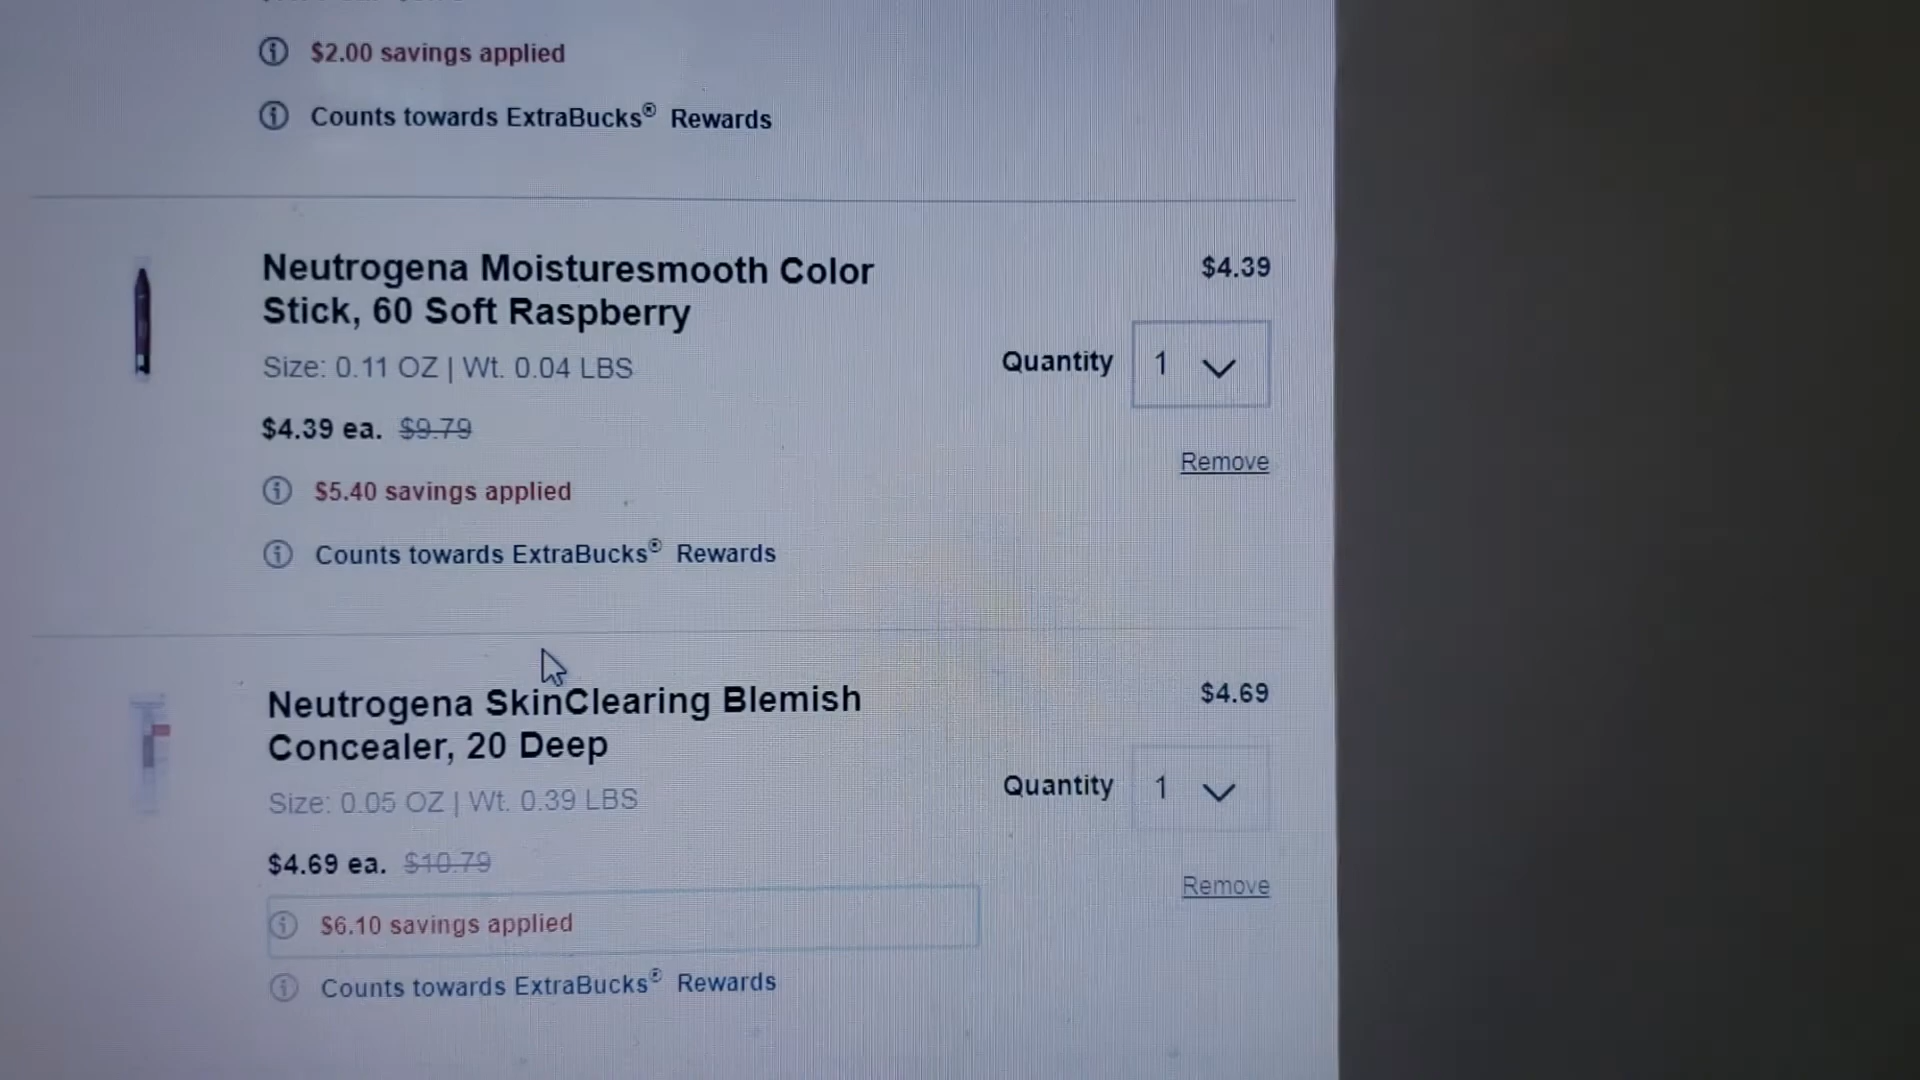 $2.00 savings applied
Counts towards ExtraBucks® Rewards
Neutrogena Moisturesmooth Color
Stick, 60 Soft Raspberry
Size: 0.11 OZ | Wt. 0.04 LBS
$4.39 ea. $9.79
$5.40 savings applied
Counts towards ExtraBucks® Rewards
$4.39
Quantity 1
Remove
Neutrogena SkinClearing Blemish
Concealer, 20 Deep
Size: 0.05 OZ | Wt. 0.39 LBS
$4.69 ea. $10.79
$6.10 savings applied
Counts towards ExtraBucks® Rewards
$4.69
Quantity 1
Remove